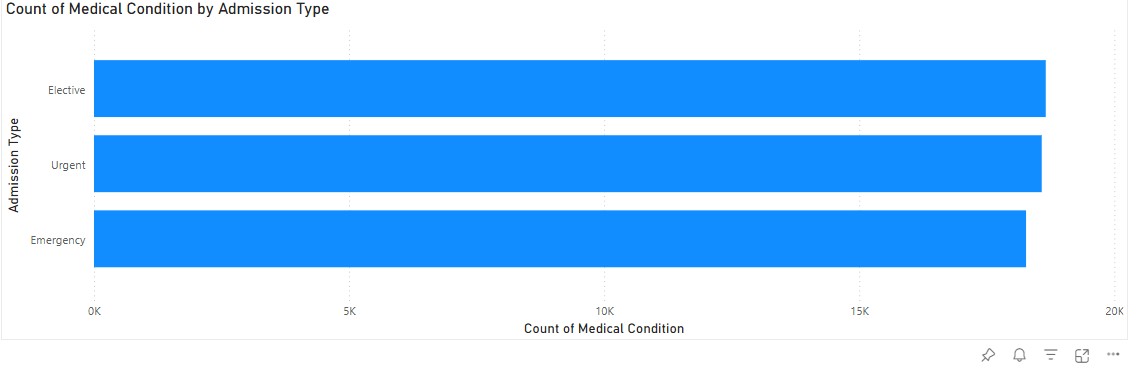 Count of Medical Condition by Admission Type
Admission Type
Elective
Urgent
Emergency
0K 5K 10K 15K 20K
Count of Medical Condition